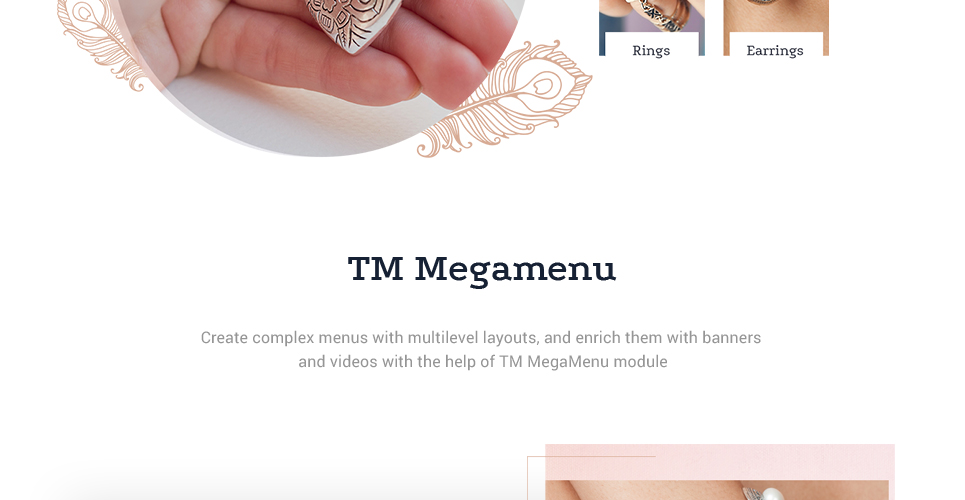 Rings
Earrings
TM Megamenu
Create complex menus with multilevel layouts, and enrich them with banners
and videos with the help of TM MegaMenu module